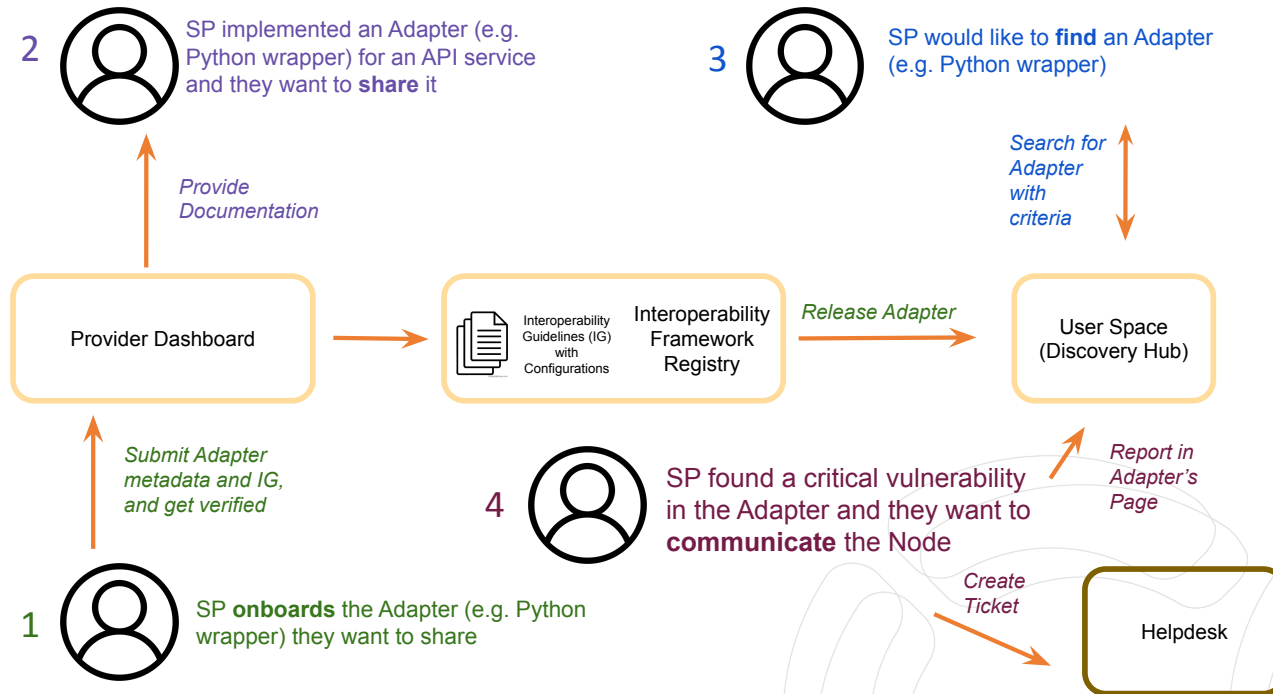 2
SP implemented an Adapter (e.g.
Python wrapper) for an API service
and they want to share it
3
SP would like to find an Adapter
(e.g. Python wrapper)
Provide
Documentation
Search for
Adapter
with
criteria
Provider Dashboard
Interoperability
Guidelines (IG)
with
Configurations
Interoperability
Framework
Registry
Release Adapter
User Space
(Discovery Hub)
Submit Adapter
metadata and IG,
and get verified
4
SP found a critical vulnerability
in the Adapter and they want to
communicate the Node
Report in
Adapter's
Page
1
SP onboards the Adapter (e.g. Python
wrapper) they want to share
Create
Ticket
Helpdesk